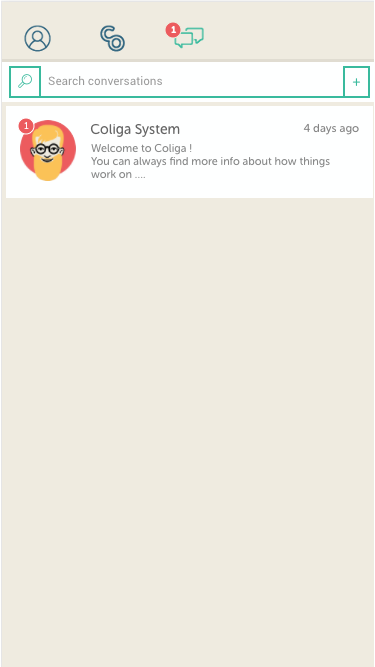 1
Search conversations
+
1
Coliga System
4 days ago
Welcome to Coliga !
You can always find more info about how things
work on ....